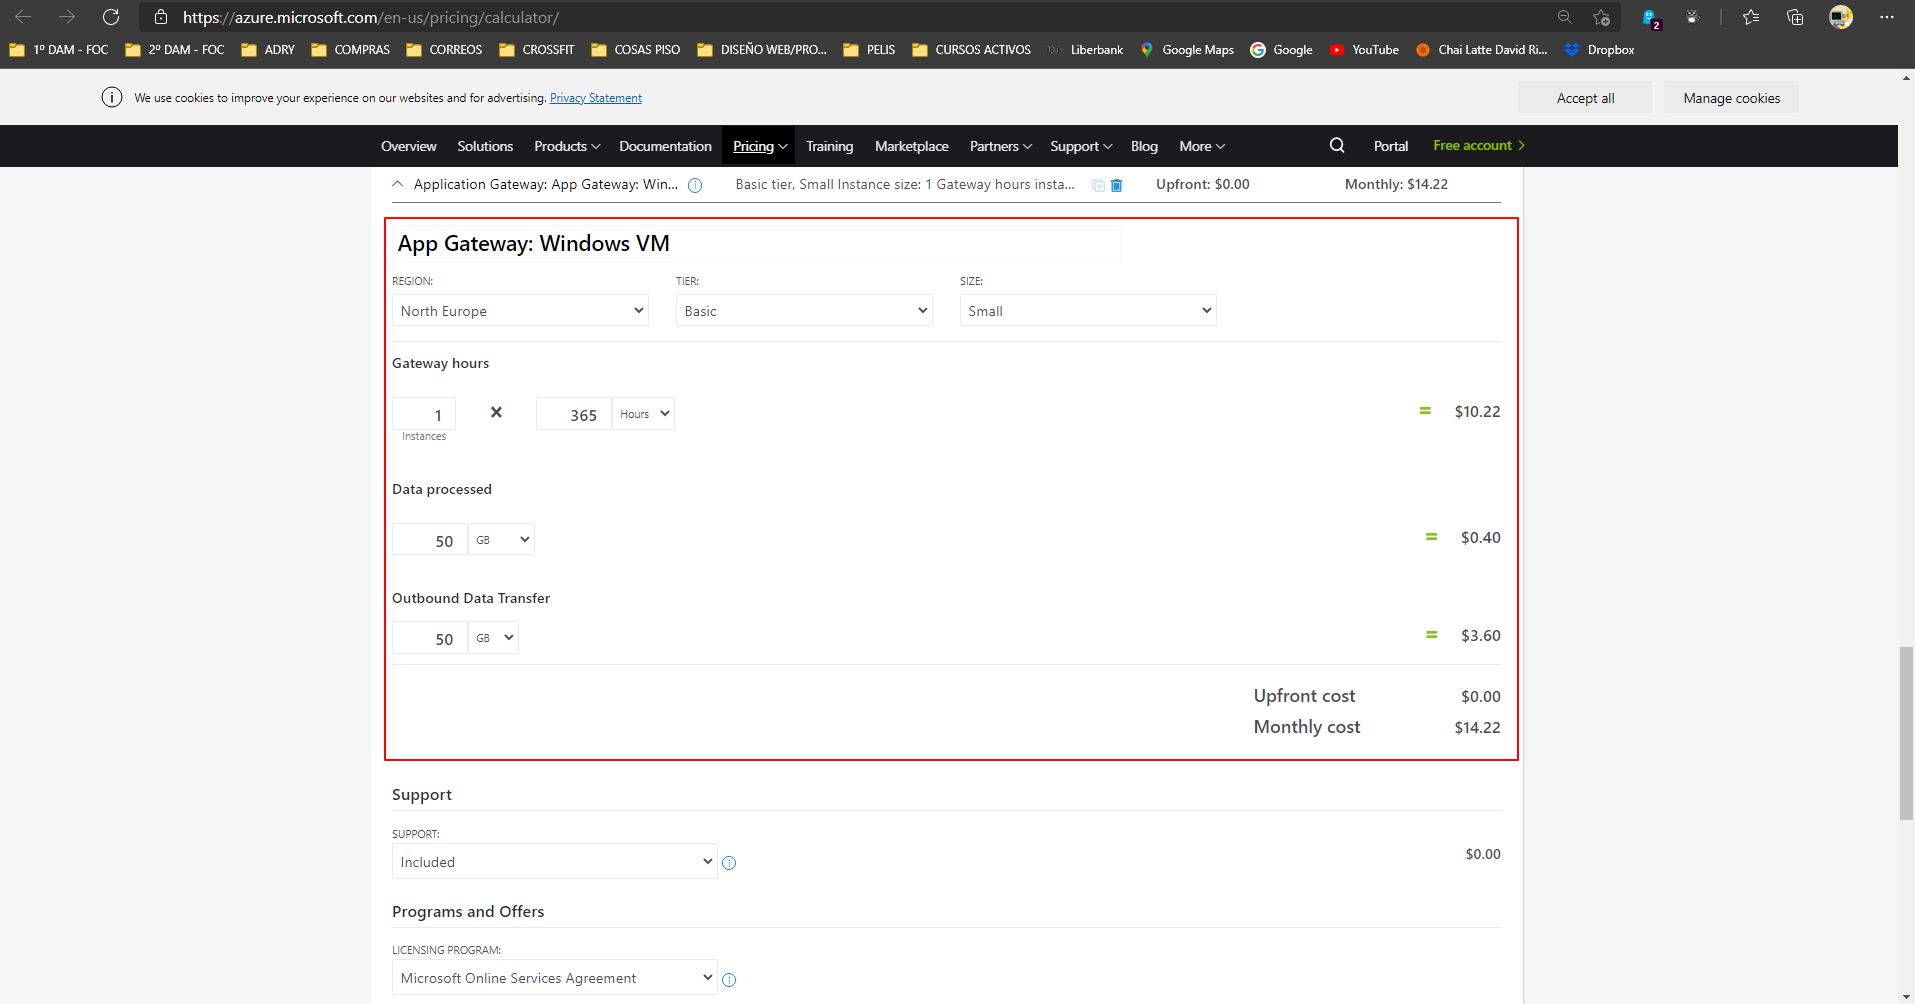 https://azure.microsoft.com/en-us/pricing/calculator/
2
1º DAM - FOC
2º DAM - FOC
ADRY
COMPRAS
CORREOS
CROSSFIT
COSAS PISO
DISEÑO WEB/PRO...
PELIS
CURSOS ACTIVOS
Liberbank
Google Maps
Google
YouTube
Chai Latte David Ri...
Dropbox
We use cookies to improve your experience on our websites and for advertising. Privacy Statement
Accept all
Manage cookies
Overview
Solutions
Products
Documentation
Pricing
Training
Marketplace
Partners
Support
Blog
More
Portal
Free account
Application Gateway: App Gateway: Win...
Basic tier, Small Instance size: 1 Gateway hours insta...
Upfront: $0.00
Monthly: $14.22
App Gateway: Windows VM
REGION:
TIER:
SIZE:
North Europe
Basic
Small
Gateway hours
1
×
365
Hours
=
$10.22
Instances
Data processed
50
GB
=
$0.40
Outbound Data Transfer
50
GB
=
$3.60
Upfront cost
$0.00
Monthly cost
$14.22
Support
SUPPORT:
Included
$0.00
Programs and Offers
LICENSING PROGRAM:
Microsoft Online Services Agreement